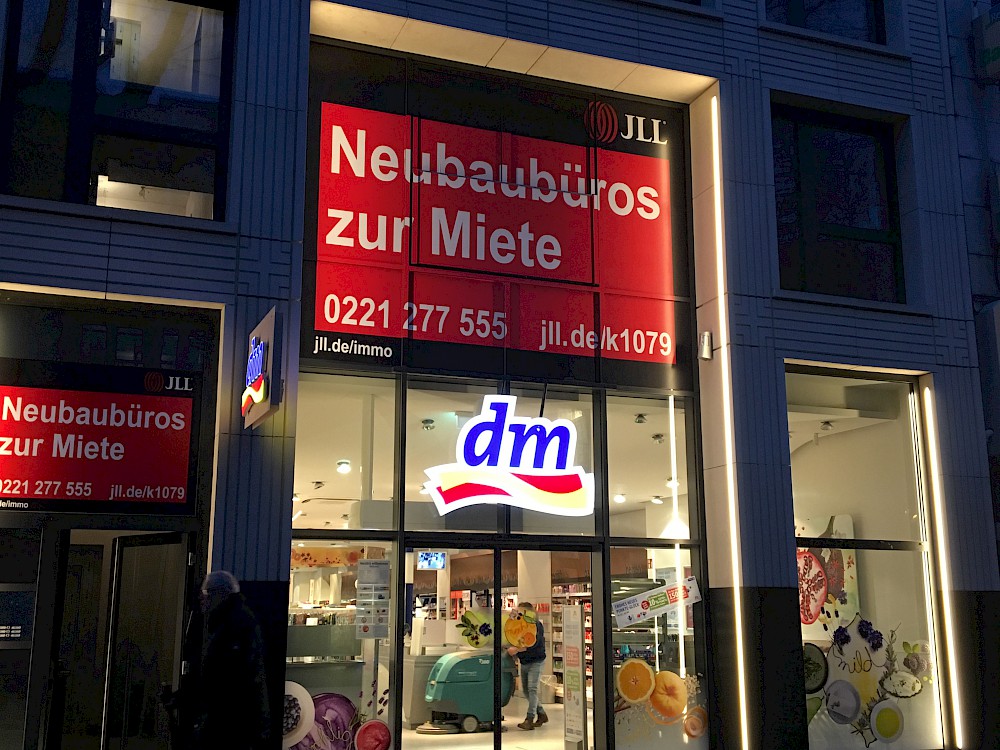 JLL
Neubaubüros
zur Miete
0221 277 555 jll.de/k1079
jll.de/immo
JLL
Neubaubüros
zur Miete
0221 277 555 jll.de/k1079
dm
dm